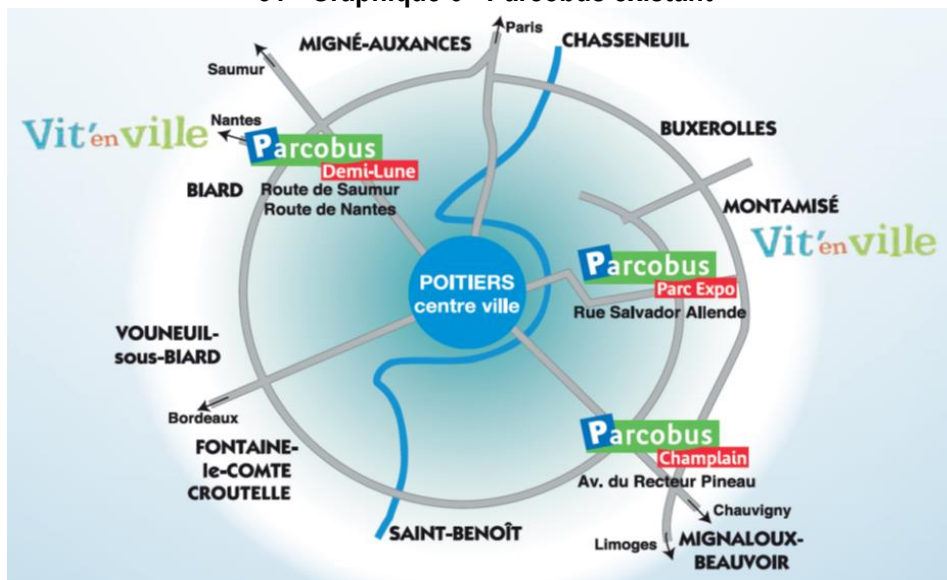 Paris
MIGNÉ-AUXANCES
CHASSENEUIL
Saumur
Nantes
Vit'en ville
Parcobus
Demi-Lune
BUXEROLLES
BIARD
Route de Saumur
Route de Nantes
MONTAMISÉ
Vit'en ville
POITIERS
centre ville
Parcobus
Parc Expo
Rue Salvador Allende
VOUNEUIL-
sous-BIARD
Bordeaux
Parcobus
Champlain
Av. du Recteur Pineau
FONTAINE-
le-COMTE
CROUTELLE
Chauvigny
SAINT-BENOÎT
Limoges
MIGNALOUX-
BEAUVOIR